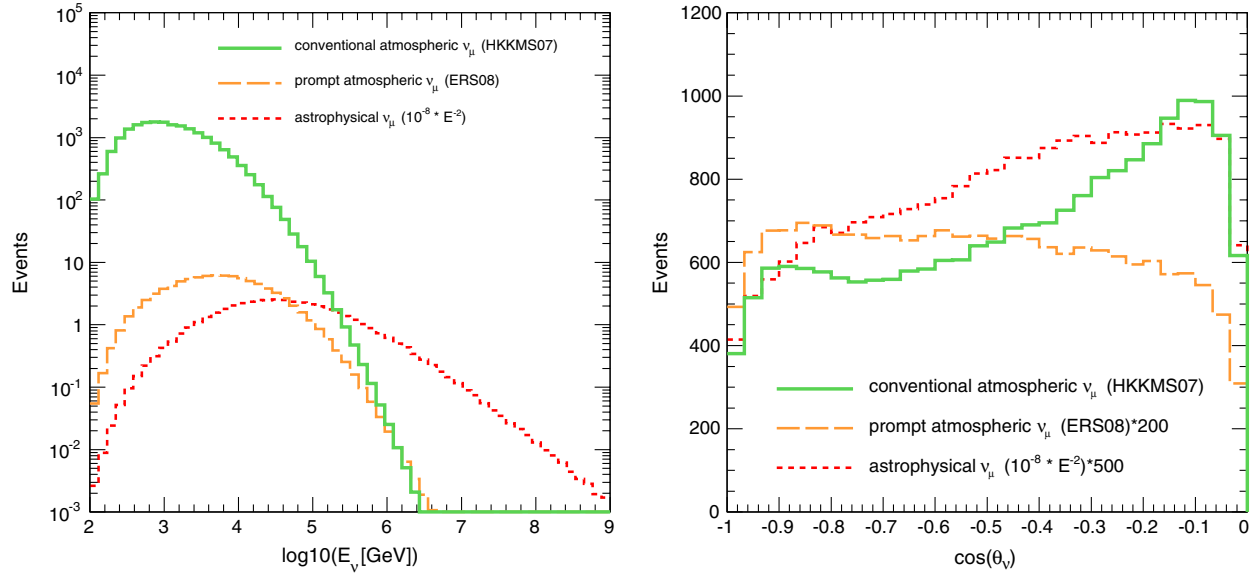 10^5
10^4
10^3
10^2
10
1
10^-1
10^-2
10^-3
Events
conventional atmospheric ν_μ (HKKMS07)
prompt atmospheric ν_μ (ERS08)
astrophysical ν_μ (10^-8 * E^-2)
2 3 4 5 6 7 8 9
log10(E_ν[GeV])
1200
1000
800
600
400
200
0
Events
conventional atmospheric ν_μ (HKKMS07)
prompt atmospheric ν_μ (ERS08)*200
astrophysical ν_μ (10^-8 * E^-2)*500
-1 -0.9 -0.8 -0.7 -0.6 -0.5 -0.4 -0.3 -0.2 -0.1 0
cos(θ_ν)